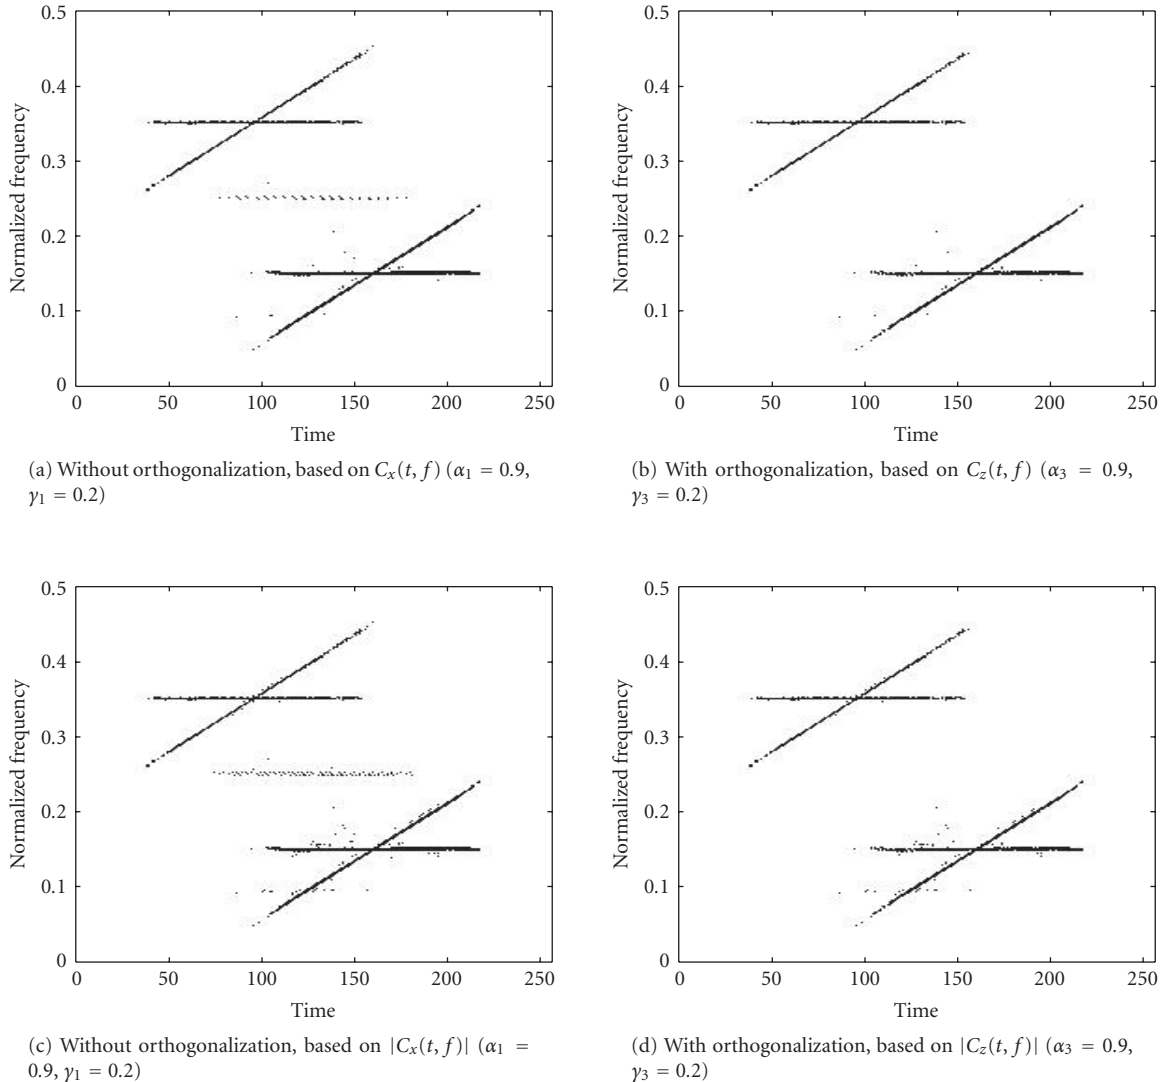 0.5
0.4
0.3
0.2
0.1
0
Normalized frequency
0 50 100 150 200 250
Time
(a) Without orthogonalization, based on Cx(t, f) (α1 = 0.9,
γ1 = 0.2)
0.5
0.4
0.3
0.2
0.1
0
Normalized frequency
0 50 100 150 200 250
Time
(b) With orthogonalization, based on Cz(t, f) (α3 = 0.9,
γ3 = 0.2)
0.5
0.4
0.3
0.2
0.1
0
Normalized frequency
0 50 100 150 200 250
Time
(c) Without orthogonalization, based on |Cx(t, f)| (α1 =
0.9, γ1 = 0.2)
0.5
0.4
0.3
0.2
0.1
0
Normalized frequency
0 50 100 150 200 250
Time
(d) With orthogonalization, based on |Cz(t, f)| (α3 = 0.9,
γ3 = 0.2)